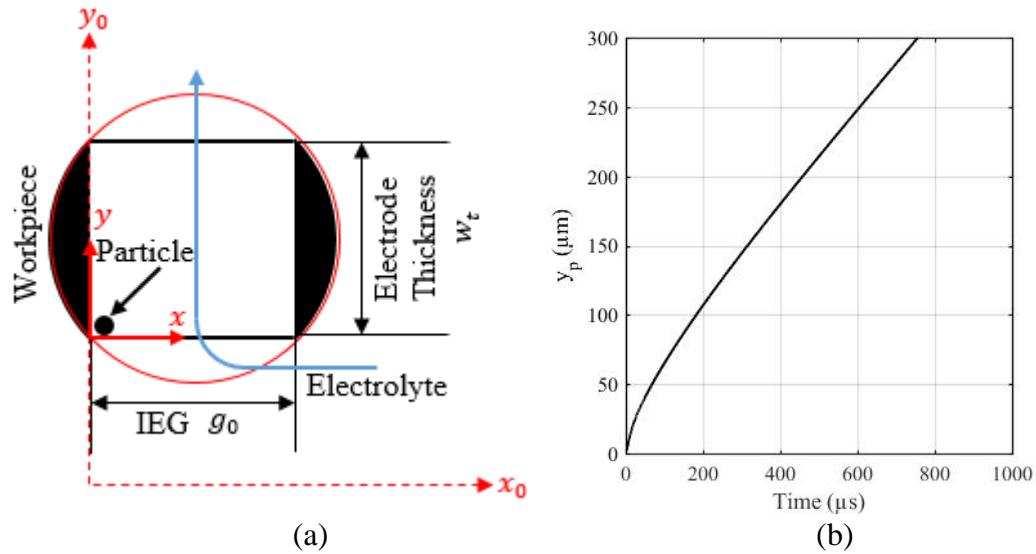 y₀
Workpiece
y
Particle
x
Electrode
Thickness
wₜ
Electrolyte
IEG g₀
x₀
(a)
300
250
200
150
100
50
0
yₚ (μm)
0 200 400 600 800 1000
Time (μs)
(b)